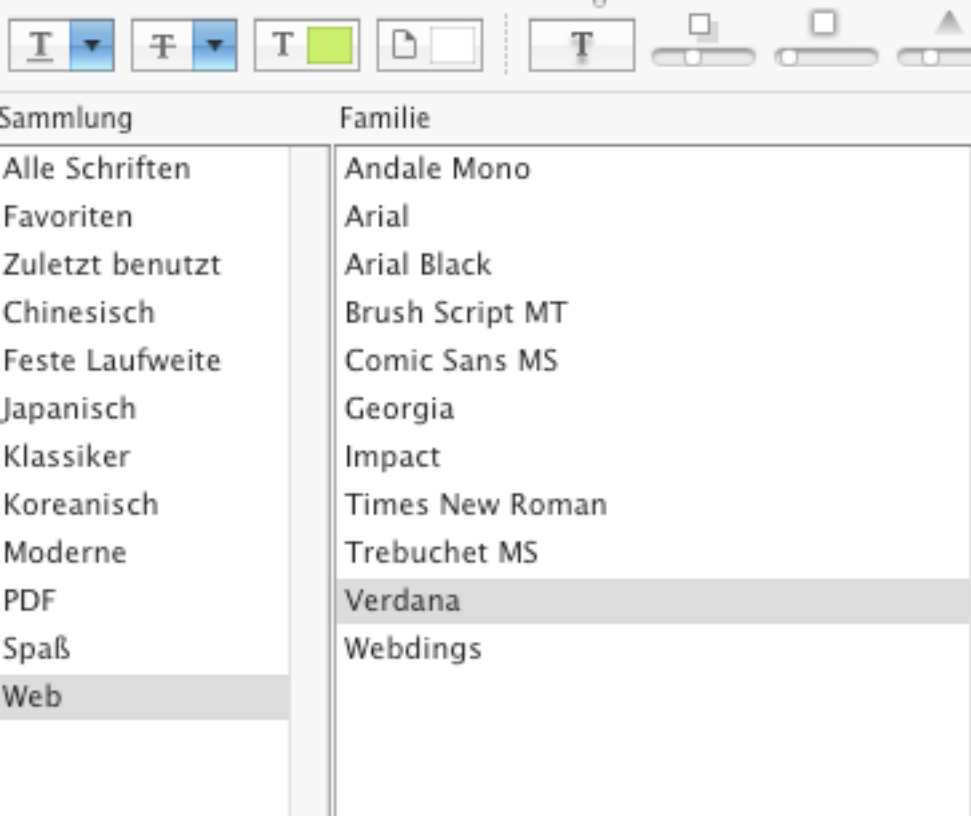 T T T T
Sammlung Familie
Alle Schriften Andale Mono
Favoriten Arial
Zuletzt benutzt Arial Black
Chinesisch Brush Script MT
Feste Laufweite Comic Sans MS
Japanisch Georgia
Klassiker Impact
Koreanisch Times New Roman
Moderne Trebuchet MS
PDF Verdana
Spaß Webdings
Web